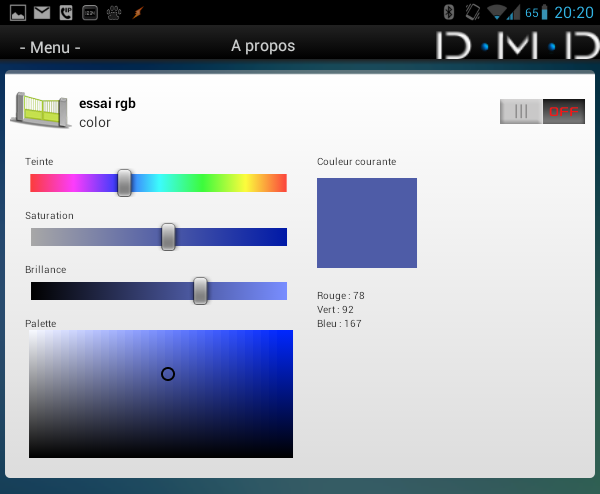 65 20:20
- Menu -
A propos
D • M • D
essai rgb
color
OFF
Teinte
Couleur courante
Saturation
Brillance
Rouge : 78
Vert : 92
Bleu : 167
Palette